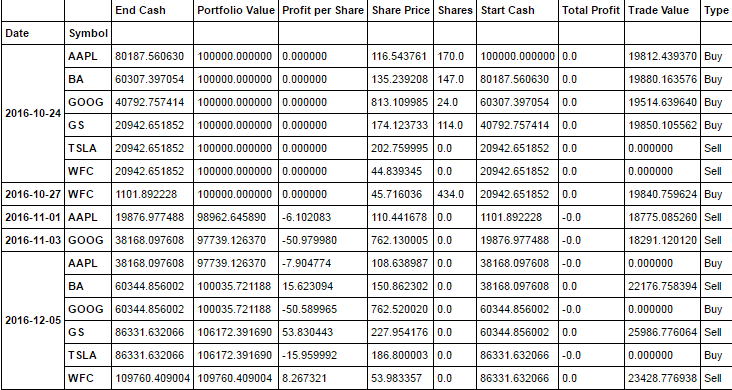 End Cash Portfolio Value Profit per Share Share Price Shares Start Cash Total Profit Trade Value Type
Date Symbol
2016-10-24 AAPL 80187.560630 100000.000000 0.000000 116.543761 170.0 100000.000000 0.0 19812.439370 Buy
BA 60307.397054 100000.000000 0.000000 135.239208 147.0 80187.560630 0.0 19880.163576 Buy
GOOG 40792.757414 100000.000000 0.000000 813.109985 24.0 60307.397054 0.0 19514.639640 Buy
GS 20942.651852 100000.000000 0.000000 174.123733 114.0 40792.757414 0.0 19850.105562 Buy
TSLA 20942.651852 100000.000000 0.000000 202.759995 0.0 20942.651852 0.0 0.000000 Sell
WFC 20942.651852 100000.000000 0.000000 44.839345 0.0 20942.651852 0.0 0.000000 Sell
2016-10-27 WFC 1101.892228 100000.000000 0.000000 45.716036 434.0 20942.651852 0.0 19840.759624 Buy
2016-11-01 AAPL 19876.977488 98962.645890 -6.102083 110.441678 0.0 1101.892228 -0.0 18775.085260 Sell
2016-11-03 GOOG 38168.097608 97739.126370 -50.979980 762.130005 0.0 19876.977488 -0.0 18291.120120 Sell
2016-12-05 AAPL 38168.097608 97739.126370 -7.904774 108.638987 0.0 38168.097608 -0.0 0.000000 Buy
BA 60344.856002 100035.721188 15.623094 150.862302 0.0 38168.097608 0.0 22176.758394 Sell
GOOG 60344.856002 100035.721188 -50.589965 762.520020 0.0 60344.856002 -0.0 0.000000 Buy
GS 86331.632066 106172.391690 53.830443 227.954176 0.0 60344.856002 0.0 25986.776064 Sell
TSLA 86331.632066 106172.391690 -15.959992 186.800003 0.0 86331.632066 -0.0 0.000000 Buy
WFC 109760.409004 109760.409004 8.267321 53.983357 0.0 86331.632066 0.0 23428.776938 Sell